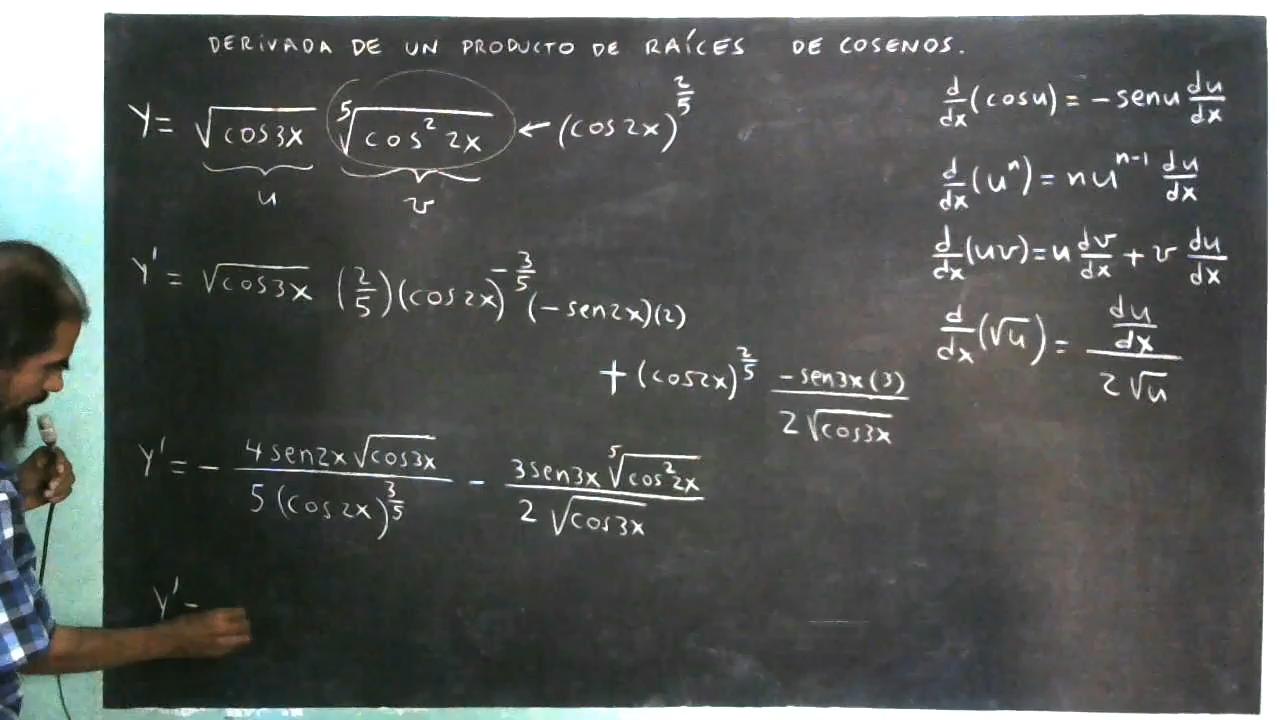 DERIVADA DE UN PRODUCTO DE RAÍCES DE COSENOS.
Y = √(cos3x) ⁵√(cos² 2x) ← (cos2x)^(2/5)
u v
Y' = √(cos3x) (2/5)(cos2x)^(-3/5) (-sen2x)(2)
+ (cos2x)^(2/5) (-sen3x(3))/(2√(cos3x))
Y' = - (4sen2x√(cos3x))/(5(cos2x)^(3/5)) - (3sen3x ⁵√(cos²2x))/(2√(cos3x))
Y' =
d/dx(cosu) = -senu du/dx
d/dx(uⁿ) = nuⁿ⁻¹ du/dx
d/dx(uv) = u dv/dx + v du/dx
d/dx(√u) = (du/dx)/(2√u)